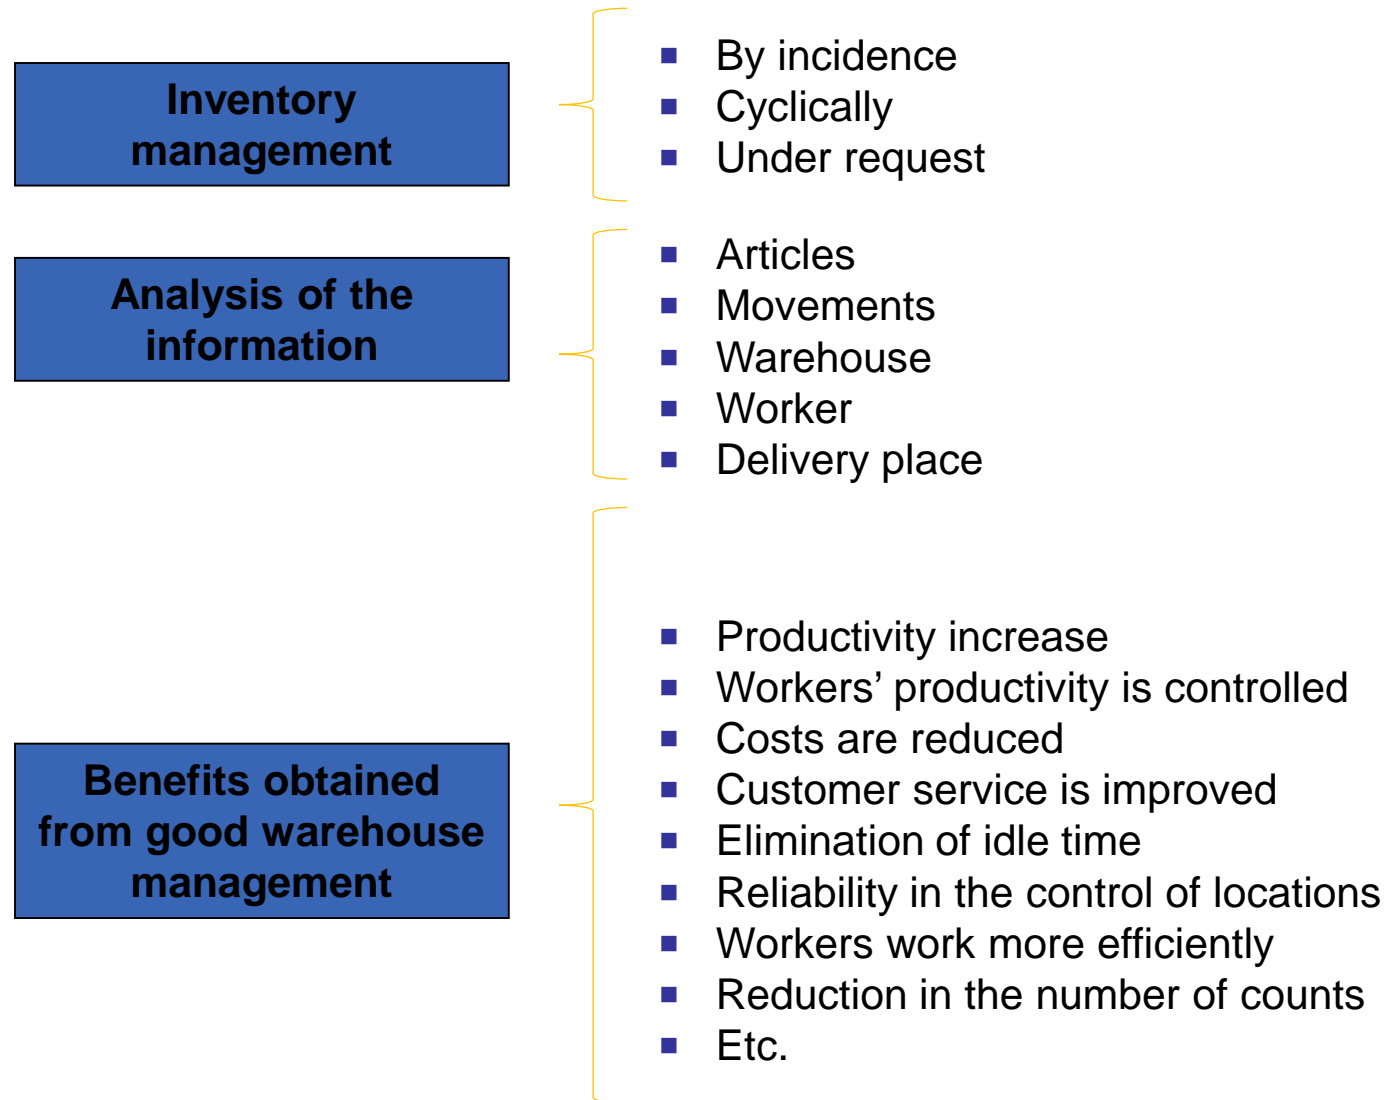 Inventory
management
■ By incidence
■ Cyclically
■ Under request
Analysis of the
information
■ Articles
■ Movements
■ Warehouse
■ Worker
■ Delivery place
Benefits obtained
from good warehouse
management
■ Productivity increase
■ Workers’ productivity is controlled
■ Costs are reduced
■ Customer service is improved
■ Elimination of idle time
■ Reliability in the control of locations
■ Workers work more efficiently
■ Reduction in the number of counts
■ Etc.